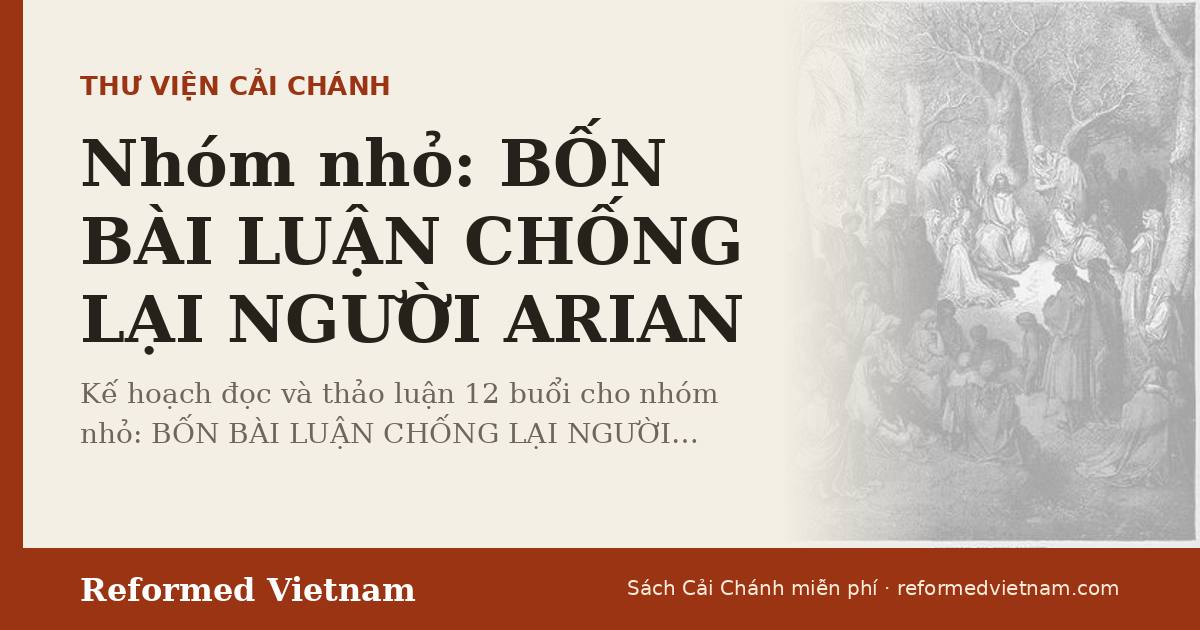 THƯ VIỆN CẢI CHÁNH
Nhóm nhỏ: BỐN
BÀI LUẬN CHỐNG
LẠI NGƯỜI ARIAN
Kế hoạch đọc và thảo luận 12 buổi cho nhóm
nhỏ: BỐN BÀI LUẬN CHỐNG LẠI NGƯỜI...
Reformed Vietnam
Sách Cải Chánh miễn phí · reformedvietnam.com